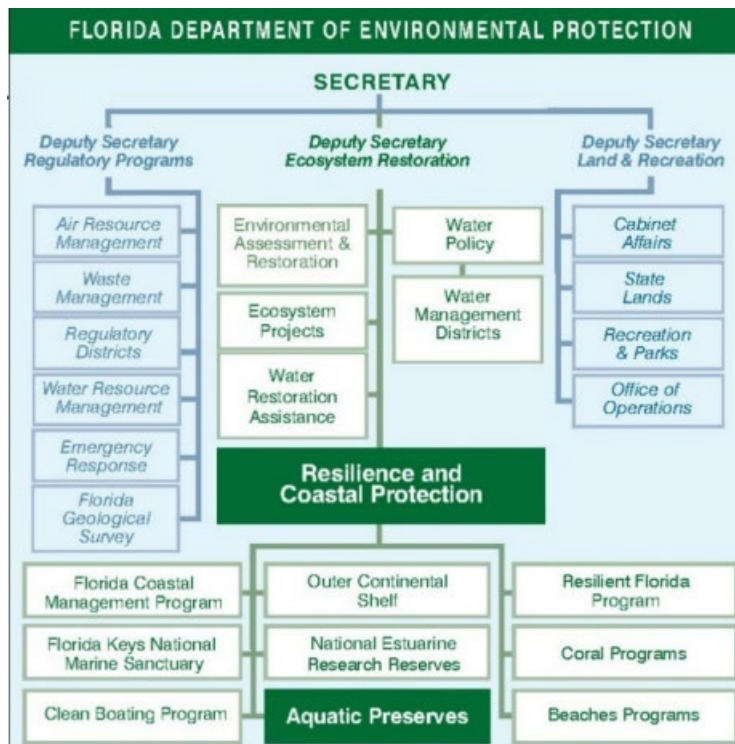 FLORIDA DEPARTMENT OF ENVIRONMENTAL PROTECTION
SECRETARY
Deputy Secretary
Regulatory Programs
Deputy Secretary
Ecosystem Restoration
Deputy Secretary
Land & Recreation
Air Resource
Management
Waste
Management
Regulatory
Districts
Water Resource
Management
Emergency
Response
Florida
Geological
Survey
Environmental
Assessment &
Restoration
Ecosystem
Projects
Water
Restoration
Assistance
Water
Policy
Water
Management
Districts
Cabinet
Affairs
State
Lands
Recreation
& Parks
Office of
Operations
Resilience and
Coastal Protection
Florida Coastal
Management Program
Florida Keys National
Marine Sanctuary
Clean Boating Program
Outer Continental
Shelf
National Estuarine
Research Reserves
Aquatic Preserves
Resilient Florida
Program
Coral Programs
Beaches Programs